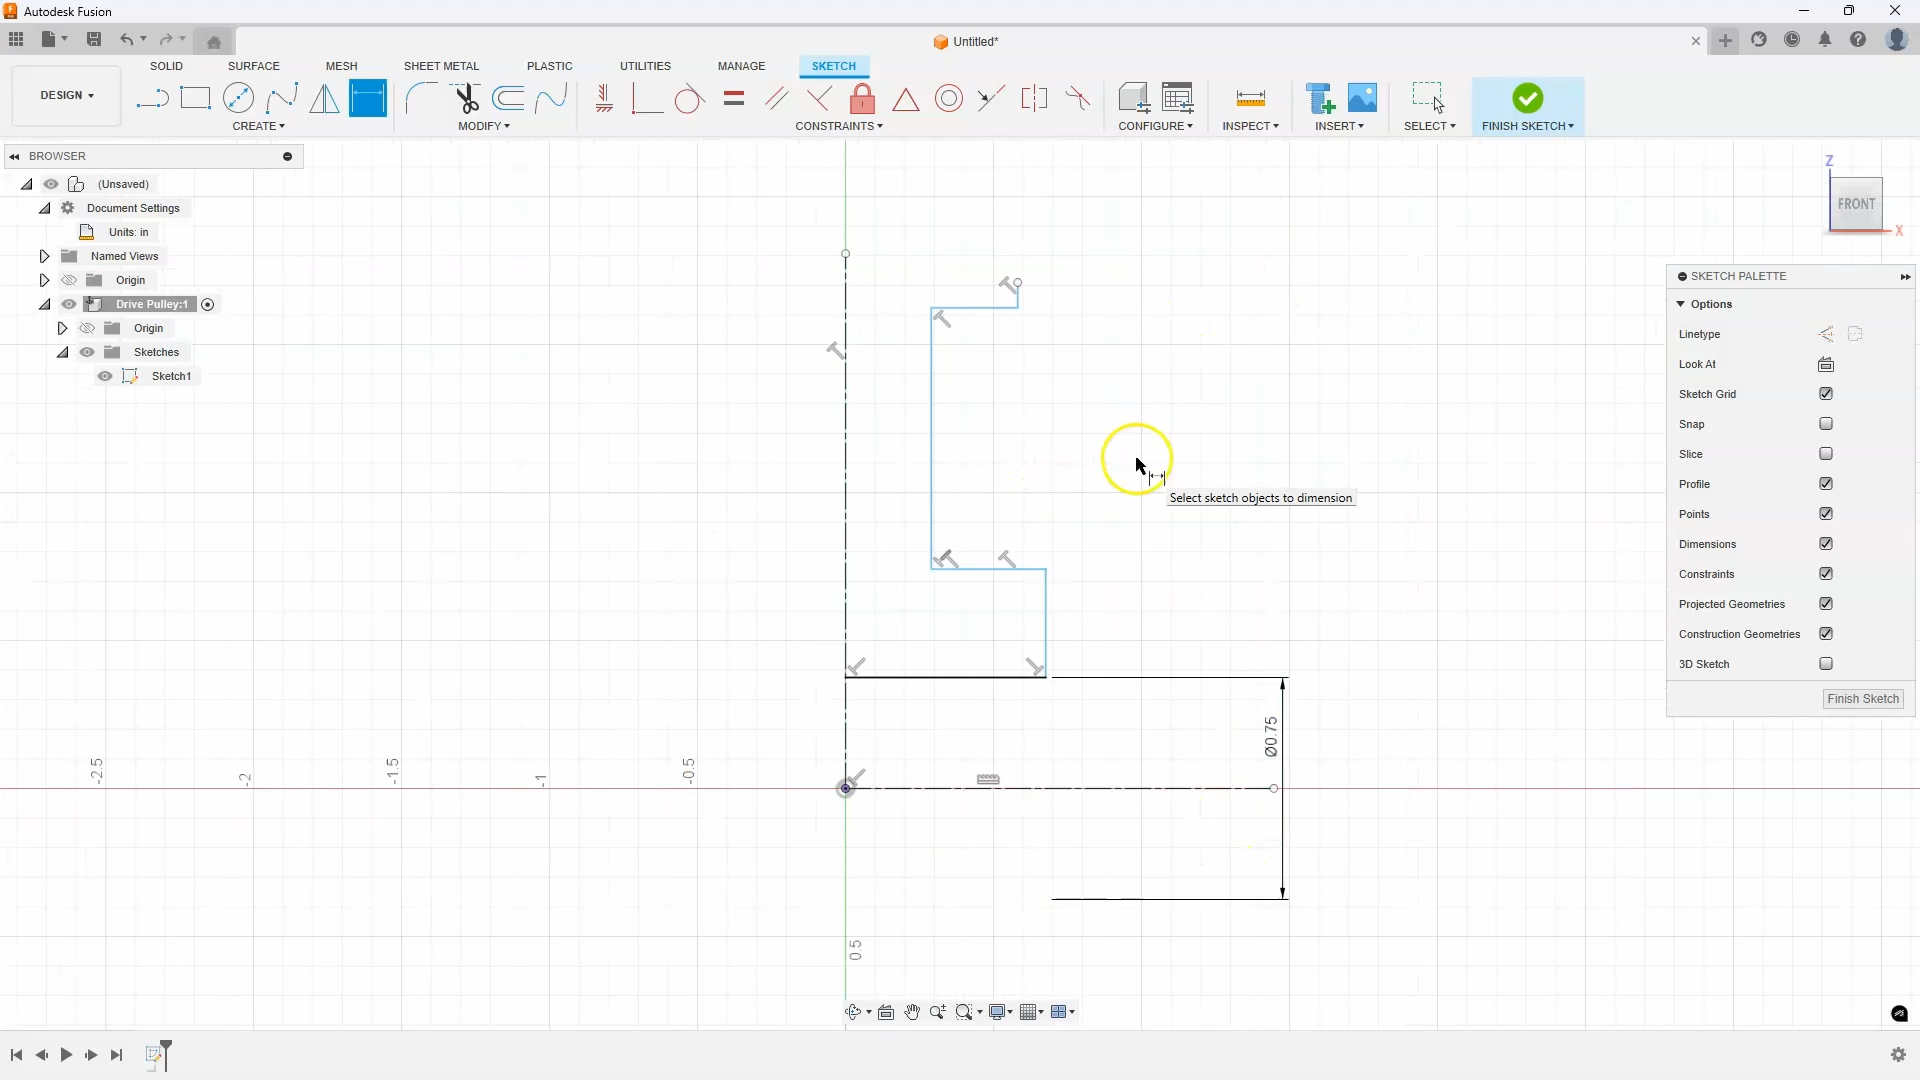 Autodesk Fusion
Untitled*
SOLID SURFACE MESH SHEET METAL PLASTIC UTILITIES MANAGE SKETCH
DESIGN
CREATE MODIFY CONSTRAINTS CONFIGURE INSPECT INSERT SELECT FINISH SKETCH
BROWSER
(Unsaved)
Document Settings
Units: in
Named Views
Origin
Drive Pulley:1
Origin
Sketches
Sketch1
Z
FRONT
X
SKETCH PALETTE
Options
Linetype
Look At
Sketch Grid
Snap
Slice
Profile
Points
Dimensions
Constraints
Projected Geometries
Construction Geometries
3D Sketch
Finish Sketch
Select sketch objects to dimension
Ø0.75
-2.5
-2
-1.5
-1
-0.5
0.5